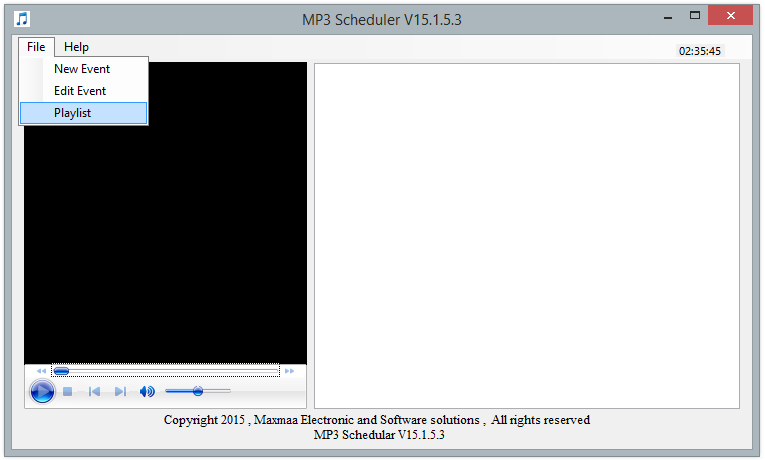 MP3 Scheduler V15.1.5.3
File Help
02:35:45
New Event
Edit Event
Playlist
Copyright 2015 , Maxmaa Electronic and Software solutions , All rights reserved
MP3 Schedular V15.1.5.3